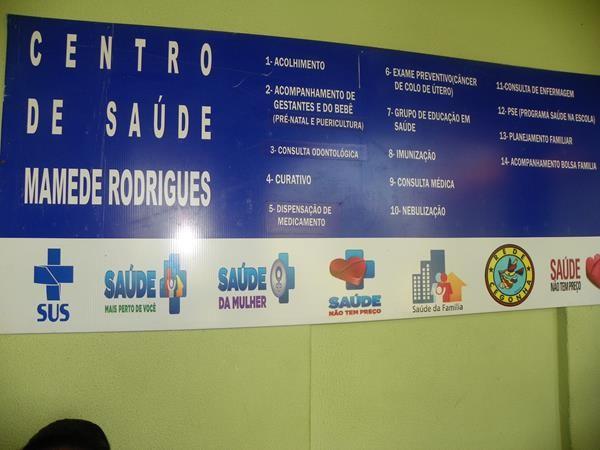 CENTRO
DE SAÚDE
MAMEDE RODRIGUES
1- ACOLHIMENTO
2- ACOMPANHAMENTO DE
GESTANTES E DO BEBÊ
(PRÉ-NATAL E PUERICULTURA)
3- CONSULTA ODONTOLÓGICA
4- CURATIVO
5- DISPENSAÇÃO DE
MEDICAMENTO
6- EXAME PREVENTIVO(CÂNCER
DE COLO DE ÚTERO)
7- GRUPO DE EDUCAÇÃO EM
SAÚDE
8- IMUNIZAÇÃO
9- CONSULTA MÉDICA
10- NEBULIZAÇÃO
11-CONSULTA DE ENFERMAGEM
12- PSE (PROGRAMA SAÚDE NA ESCOLA)
13- PLANEJAMENTO FAMILIAR
14- ACOMPANHAMENTO BOLSA FAMILIA
SUS
SAÚDE
MAIS PERTO DE VOCÊ
SAÚDE
DA MULHER
SAÚDE
NÃO TEM PREÇO
Saúde da Família
REDE
CEGONHA
SAÚDE
NÃO TEM PREÇO